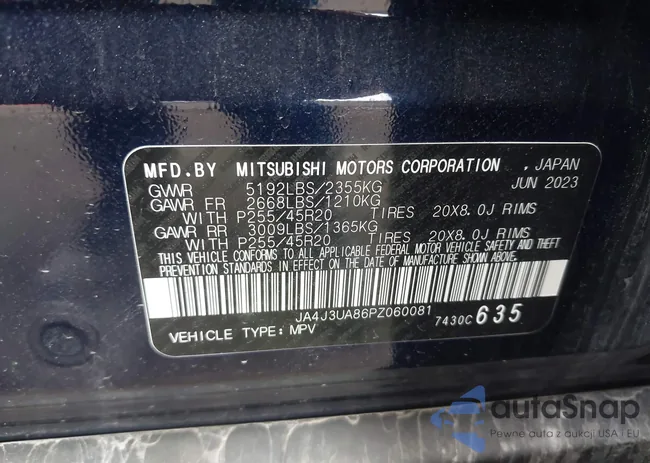 MFD.BY MITSUBISHI MOTORS CORPORATION , JAPAN
GVWR 5192LBS/2355KG JUN 2023
GAWR FR 2668LBS/1210KG
WITH P255/45R20 TIRES 20X8.0J RIMS
GAWR RR 3009LBS/1365KG
WITH P255/45R20 TIRES 20X8.0J RIMS
THIS VEHICLE CONFORMS TO ALL APPLICABLE FEDERAL MOTOR VEHICLE SAFETY AND THEFT
PREVENTION STANDARDS IN EFFECT ON THE DATE OF MANUFACTURE SHOWN ABOVE.
JA4J3UA86PZ060081
VEHICLE TYPE: MPV 7430C 635
autaSnap
Pewne auta z aukcji USA i EU